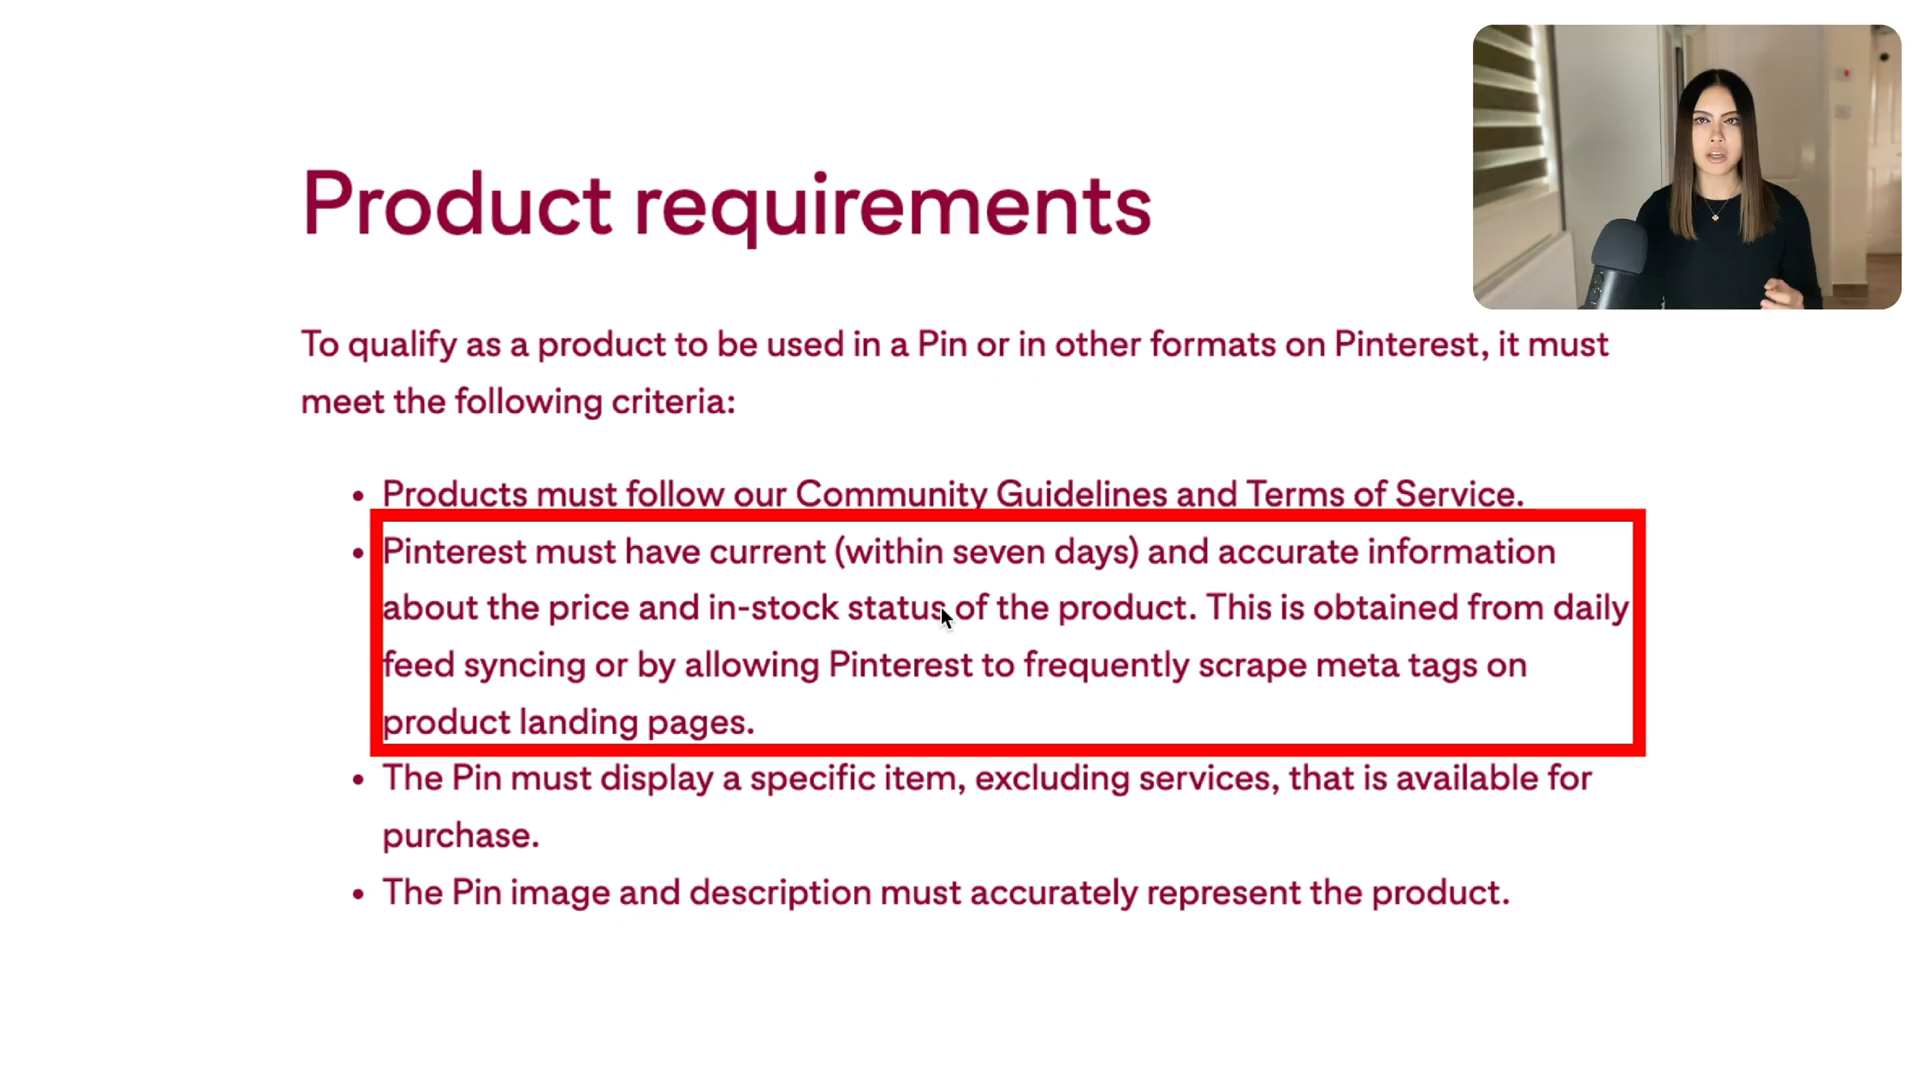 Product requirements
To qualify as a product to be used in a Pin or in other formats on Pinterest, it must
meet the following criteria:
• Products must follow our Community Guidelines and Terms of Service.
• Pinterest must have current (within seven days) and accurate information
about the price and in-stock status of the product. This is obtained from daily
feed syncing or by allowing Pinterest to frequently scrape meta tags on
product landing pages.
• The Pin must display a specific item, excluding services, that is available for
purchase.
• The Pin image and description must accurately represent the product.